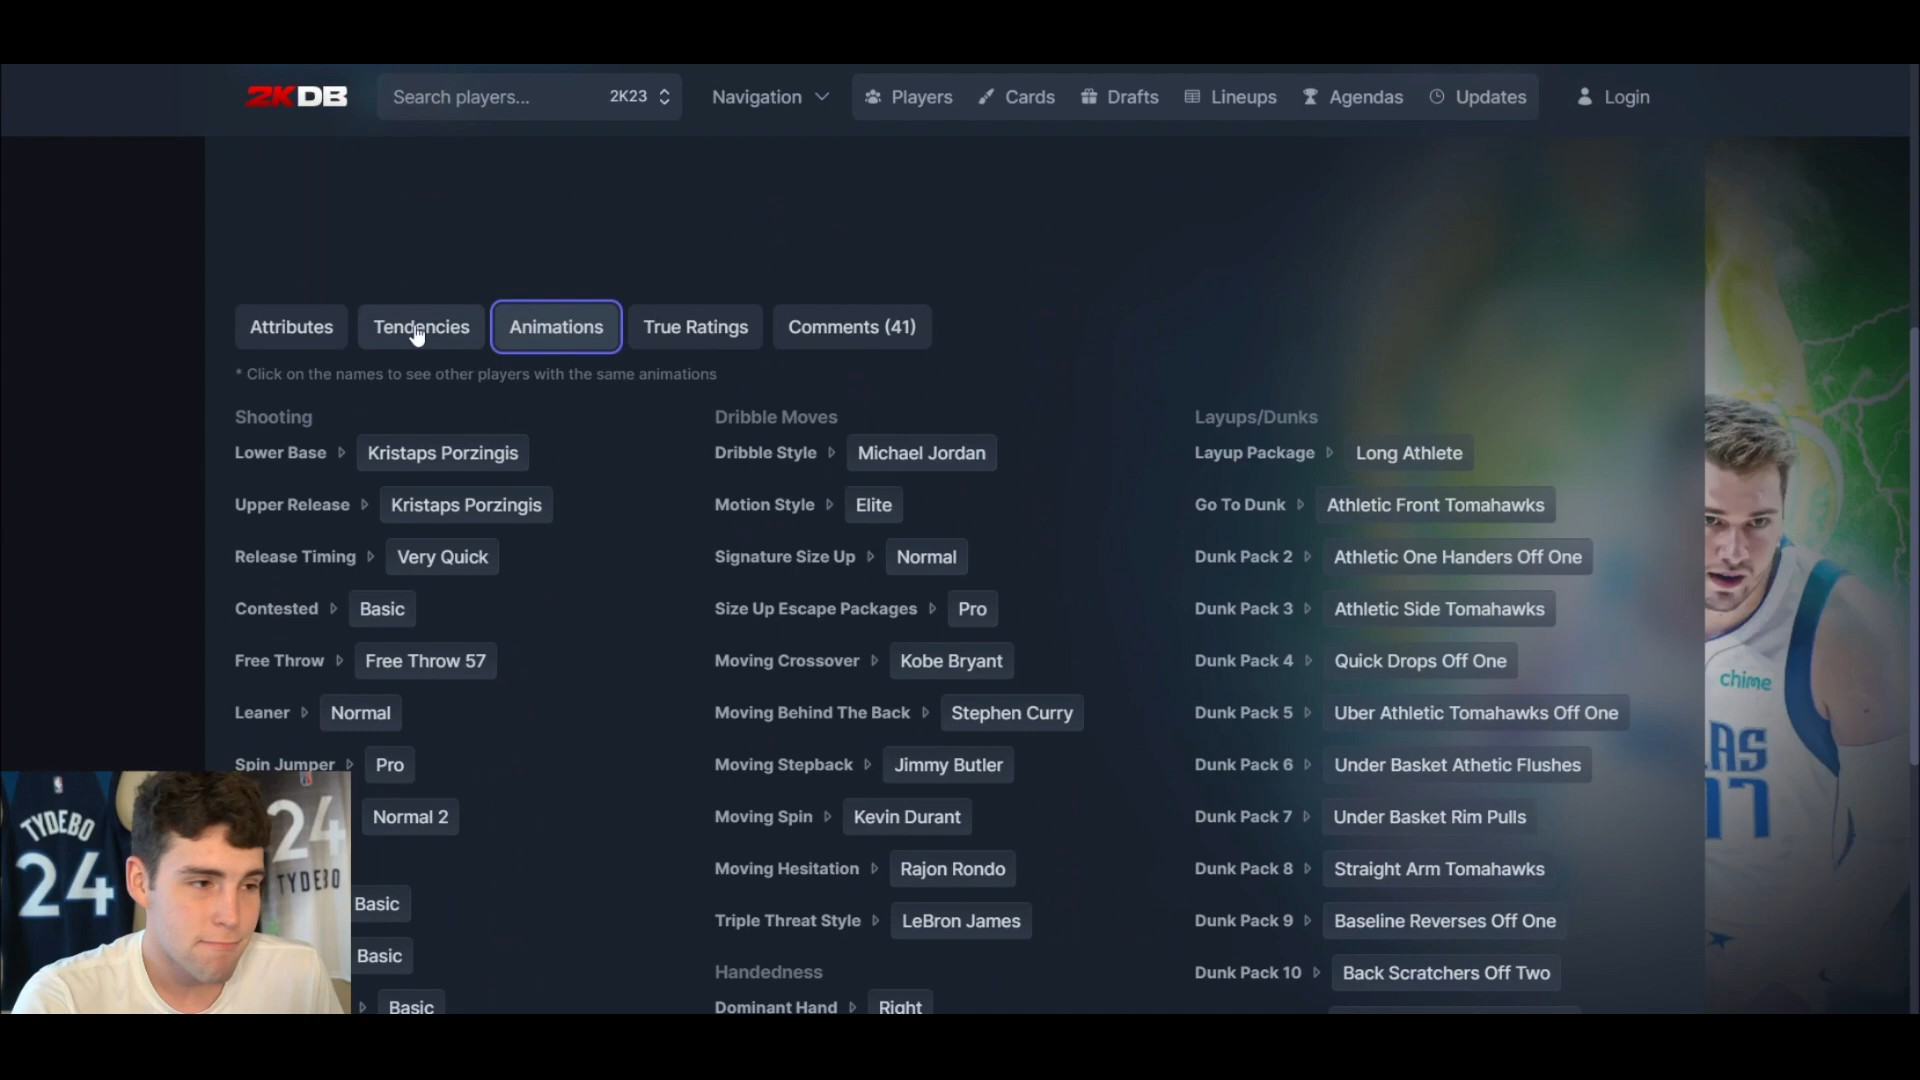 2KDB
Search players...
2K23
Navigation
Players
Cards
Drafts
Lineups
Agendas
Updates
Login
Attributes
Tendencies
Animations
True Ratings
Comments (41)
* Click on the names to see other players with the same animations
Shooting
Lower Base Kristaps Porzingis
Upper Release Kristaps Porzingis
Release Timing Very Quick
Contested Basic
Free Throw Free Throw 57
Leaner Normal
Spin Jumper Pro
Normal 2
Basic
Basic
Basic
Dribble Moves
Dribble Style Michael Jordan
Motion Style Elite
Signature Size Up Normal
Size Up Escape Packages Pro
Moving Crossover Kobe Bryant
Moving Behind The Back Stephen Curry
Moving Stepback Jimmy Butler
Moving Spin Kevin Durant
Moving Hesitation Rajon Rondo
Triple Threat Style LeBron James
Handedness
Dominant Hand Right
Layups/Dunks
Layup Package Long Athlete
Go To Dunk Athletic Front Tomahawks
Dunk Pack 2 Athletic One Handers Off One
Dunk Pack 3 Athletic Side Tomahawks
Dunk Pack 4 Quick Drops Off One
Dunk Pack 5 Uber Athletic Tomahawks Off One
Dunk Pack 6 Under Basket Athetic Flushes
Dunk Pack 7 Under Basket Rim Pulls
Dunk Pack 8 Straight Arm Tomahawks
Dunk Pack 9 Baseline Reverses Off One
Dunk Pack 10 Back Scratchers Off Two
chime
TYDEBO
24
24
TYDEBO